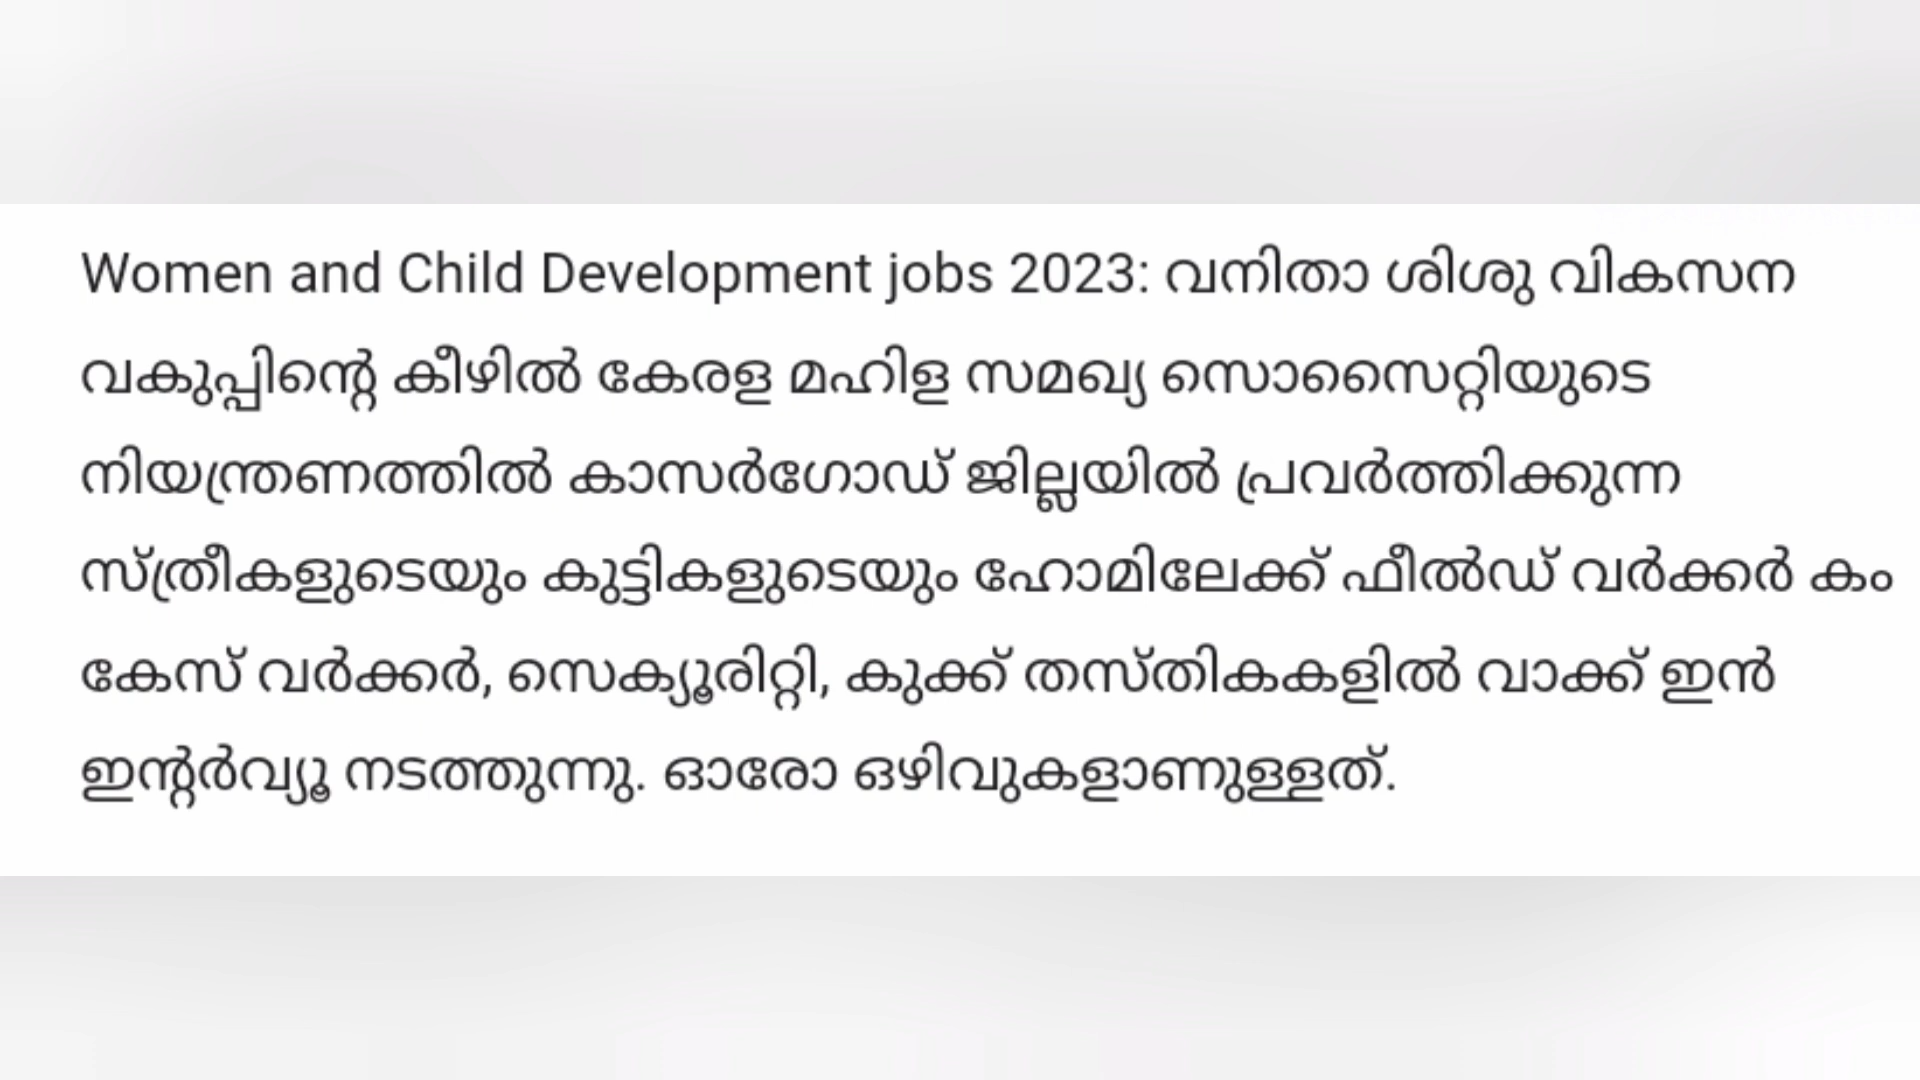 Women and Child Development jobs 2023: വനിതാ ശിശു വികസന
വകുപ്പിന്റെ കീഴിൽ കേരള മഹിള സമഖ്യ സൊസൈറ്റിയുടെ
നിയന്ത്രണത്തിൽ കാസർഗോഡ് ജില്ലയിൽ പ്രവർത്തിക്കുന്ന
സ്ത്രീകളുടെയും കുട്ടികളുടെയും ഹോമിലേക്ക് ഫീൽഡ് വർക്കർ കം
കേസ് വർക്കർ, സെക്യൂരിറ്റി, കുക്ക് തസ്തികകളിൽ വാക്ക് ഇൻ
ഇന്റർവ്യൂ നടത്തുന്നു. ഓരോ ഒഴിവുകളാണുള്ളത്.